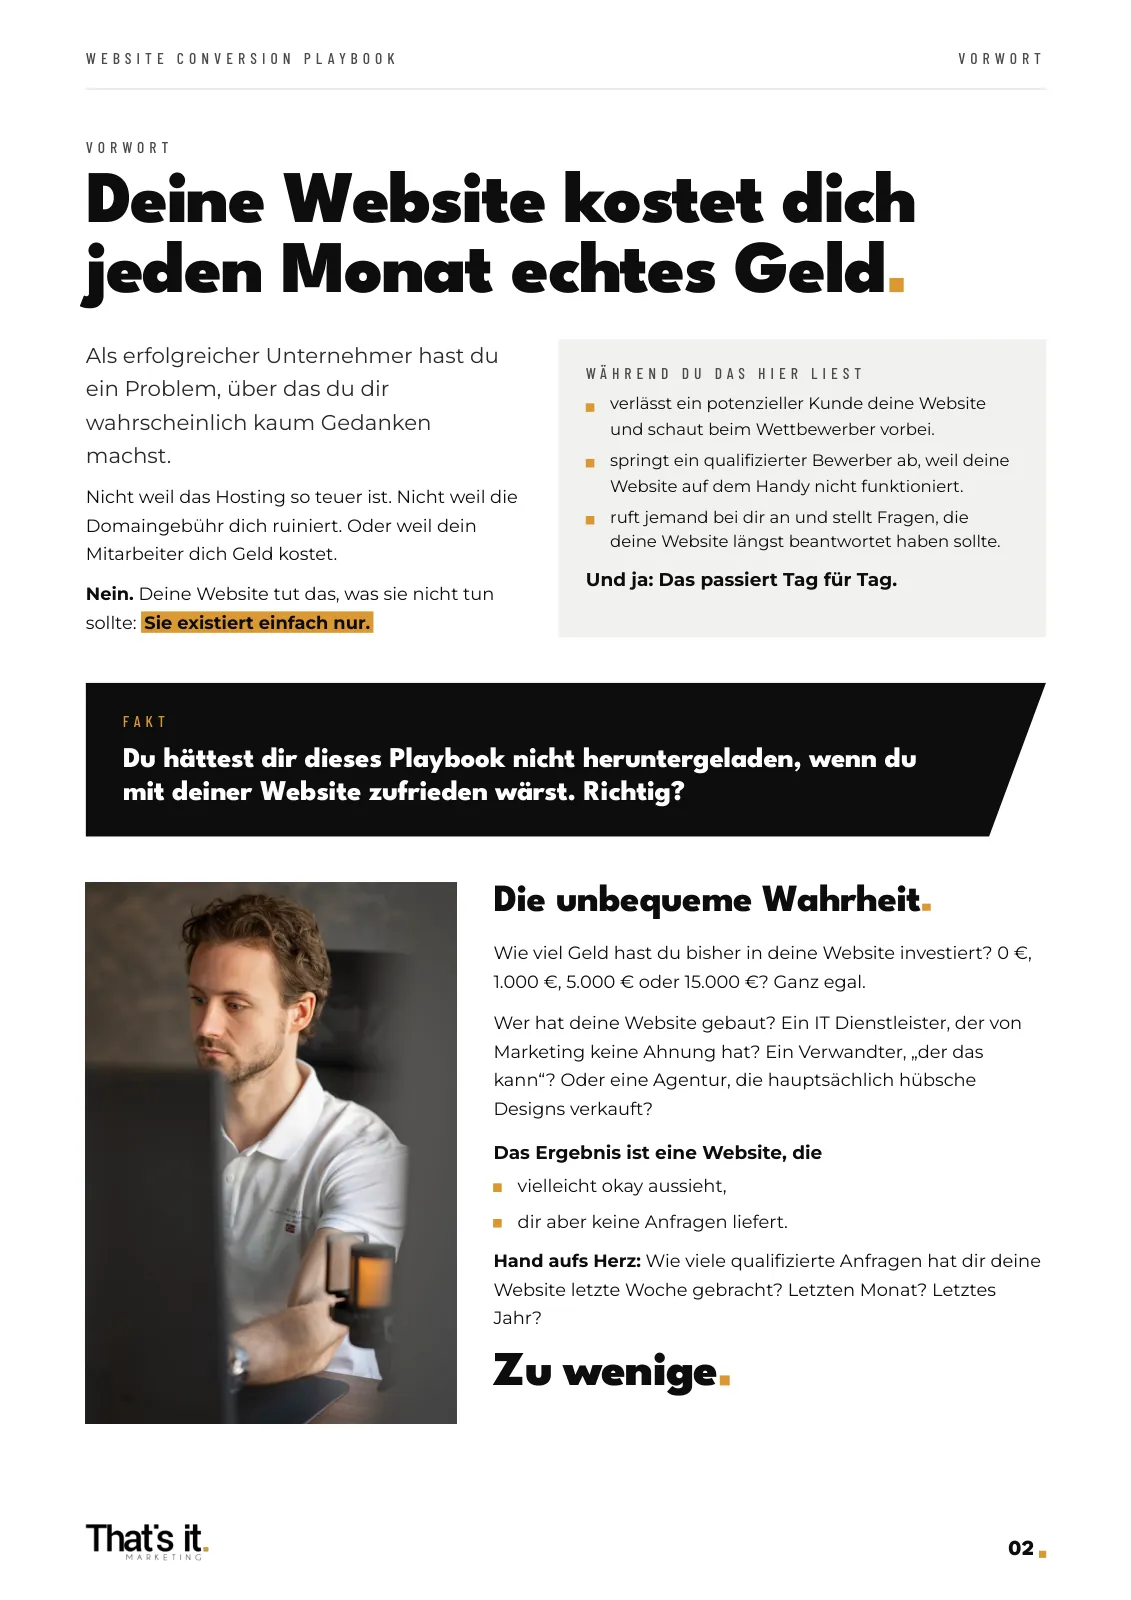 WEBSITE CONVERSION PLAYBOOK
VORWORT
VORWORT
Deine Website kostet dich
jeden Monat echtes Geld.
Als erfolgreicher Unternehmer hast du
ein Problem, über das du dir
wahrscheinlich kaum Gedanken
machst.
Nicht weil das Hosting so teuer ist. Nicht weil die
Domaingebühr dich ruiniert. Oder weil dein
Mitarbeiter dich Geld kostet.
Nein. Deine Website tut das, was sie nicht tun
sollte: Sie existiert einfach nur.
WÄHREND DU DAS HIER LIEST
verlässt ein potenzieller Kunde deine Website
und schaut beim Wettbewerber vorbei.
springt ein qualifizierter Bewerber ab, weil deine
Website auf dem Handy nicht funktioniert.
ruft jemand bei dir an und stellt Fragen, die
deine Website längst beantwortet haben sollte.
Und ja: Das passiert Tag für Tag.
FAKT
Du hättest dir dieses Playbook nicht heruntergeladen, wenn du
mit deiner Website zufrieden wärst. Richtig?
Die unbequeme Wahrheit.
Wie viel Geld hast du bisher in deine Website investiert? 0 €,
1.000 €, 5.000 € oder 15.000 €? Ganz egal.
Wer hat deine Website gebaut? Ein IT Dienstleister, der von
Marketing keine Ahnung hat? Ein Verwandter, „der das
kann“? Oder eine Agentur, die hauptsächlich hübsche
Designs verkauft?
Das Ergebnis ist eine Website, die
vielleicht okay aussieht,
dir aber keine Anfragen liefert.
Hand aufs Herz: Wie viele qualifizierte Anfragen hat dir deine
Website letzte Woche gebracht? Letzten Monat? Letztes
Jahr?
Zu wenige.
That's it.
MARKETING
02